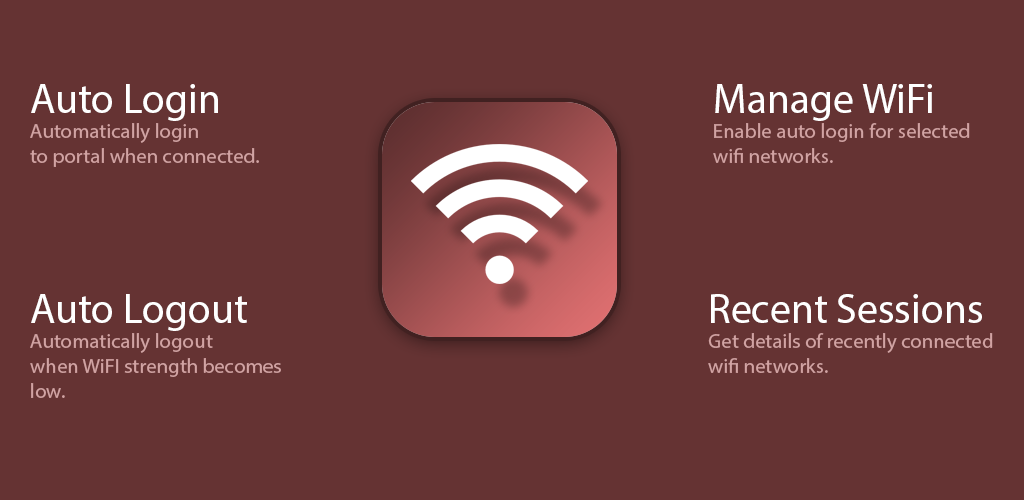 Auto Login
Automatically login
to portal when connected.
Auto Logout
Automatically logout
when WiFI strength becomes
low.
Manage WiFi
Enable auto login for selected
wifi networks.
Recent Sessions
Get details of recently connected
wifi networks.